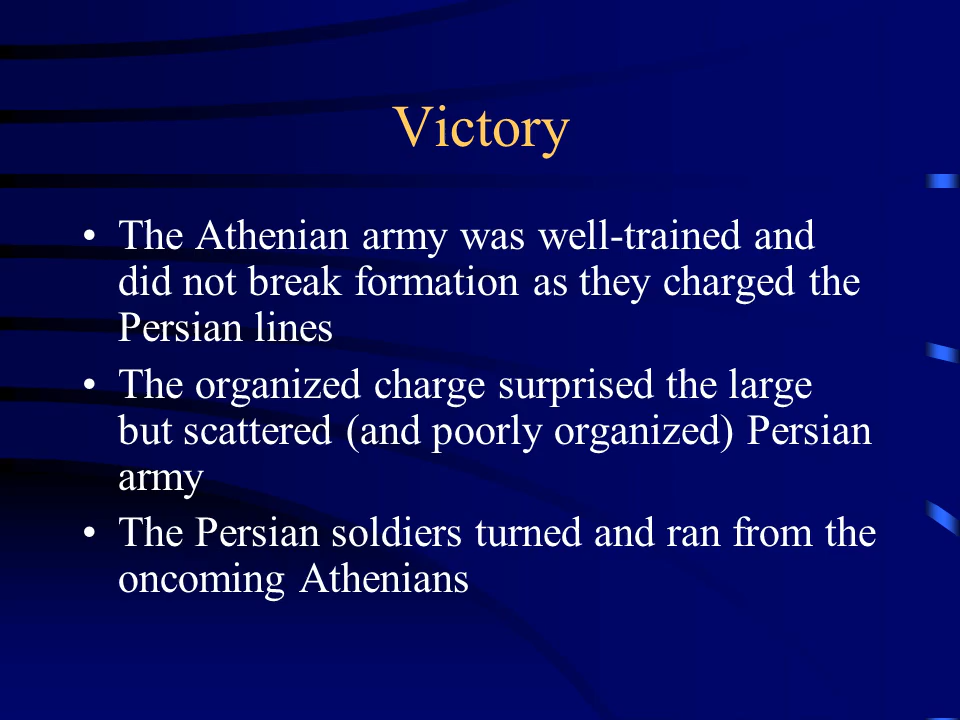 Victory
• The Athenian army was well-trained and
did not break formation as they charged the
Persian lines
• The organized charge surprised the large
but scattered (and poorly organized) Persian
army
• The Persian soldiers turned and ran from the
oncoming Athenians